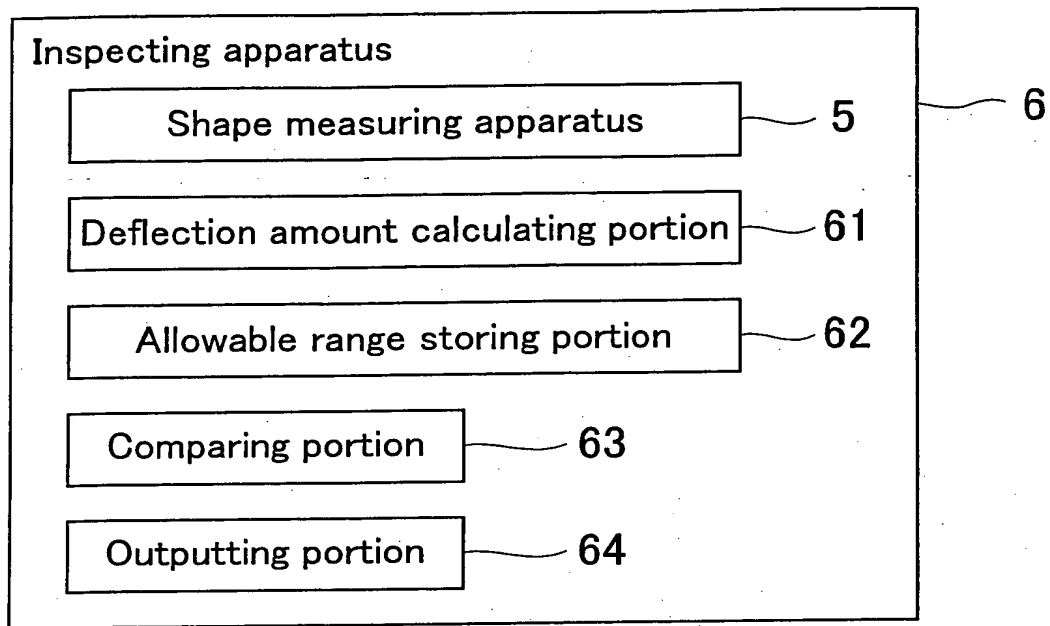 Inspecting apparatus
6
Shape measuring apparatus 5
Deflection amount calculating portion 61
Allowable range storing portion 62
Comparing portion 63
Outputting portion 64